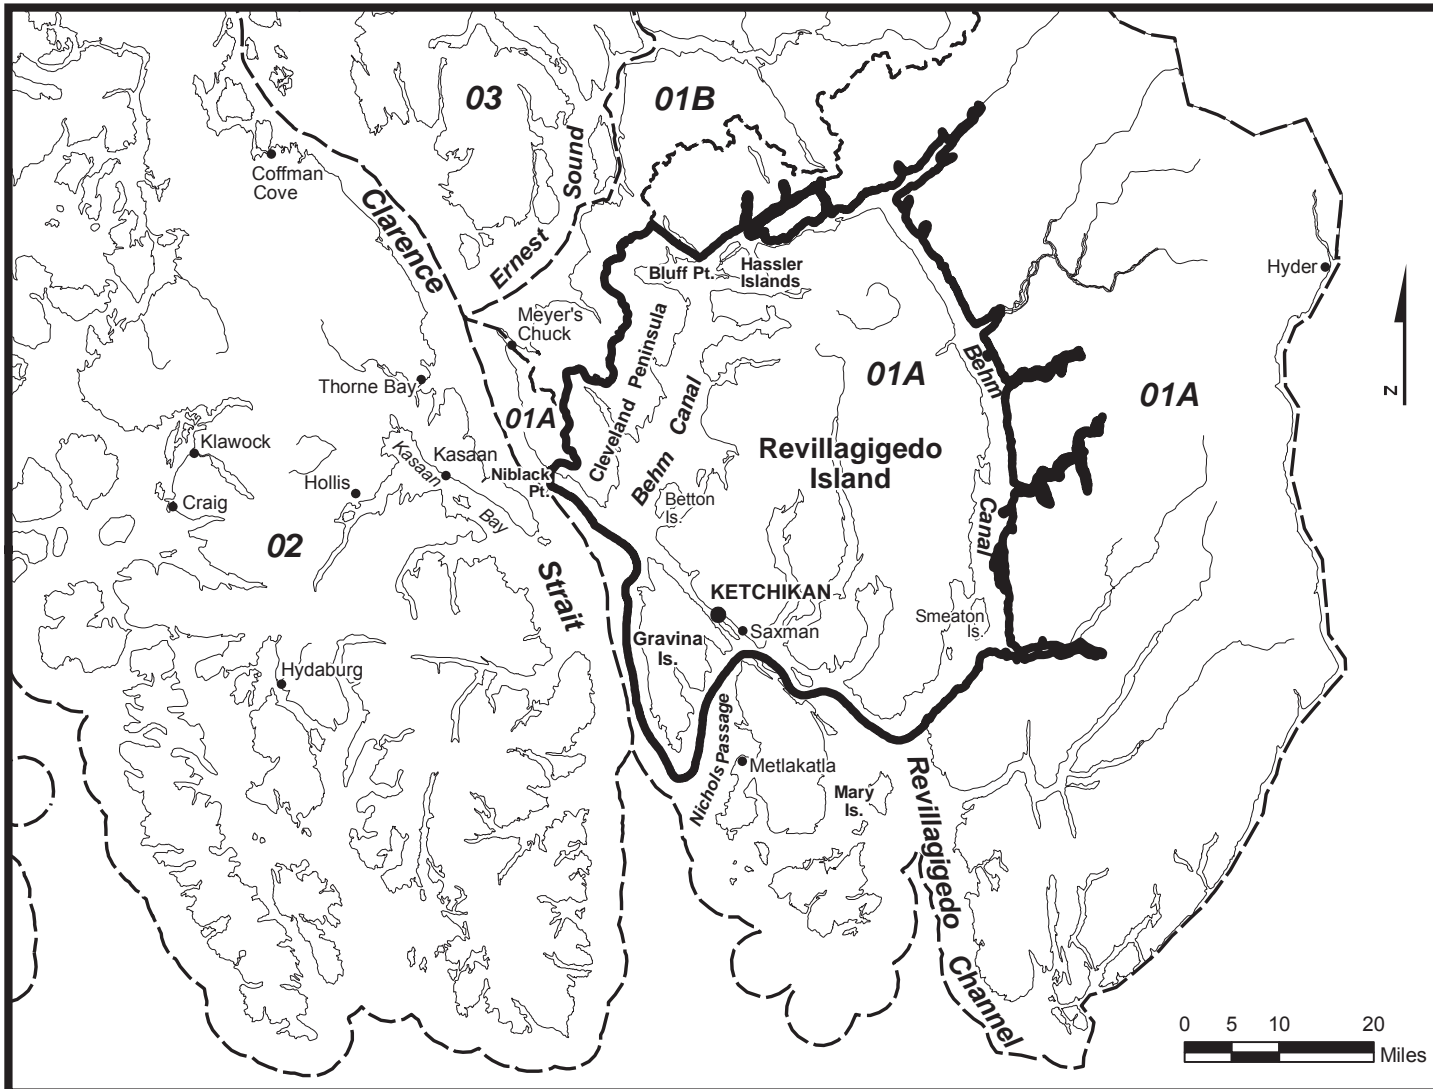 03
01B
Coffman
Cove
Clarence
Sound
Ernest
Bluff Pt.
Hassler
Islands
Hyder
Meyer's
Chuck
Thorne Bay
Cleveland Peninsula
Behm Canal
01A
Behm
01A
01A
Z
Klawock
Kasaan
Kasaan
Revillagigedo
Island
Niblack
Pt.
Hollis
Craig
Bay
Betton
Is.
Canal
02
Strait
KETCHIKAN
Saxman
Smeaton
Is.
Gravina
Is.
Hydaburg
Nichols Passage
Metlakatla
Mary
Is.
Revillagigedo
Channel
0 5 10 20
Miles